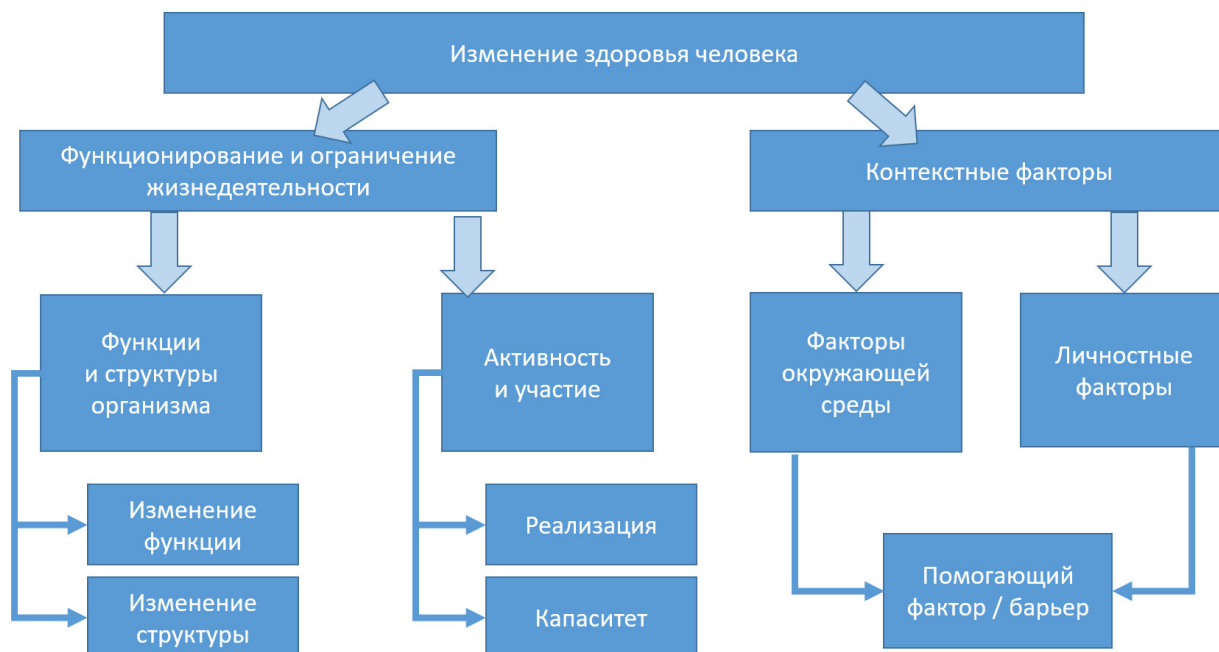 Изменение здоровья человека
Функционирование и ограничение
жизнедеятельности
Контекстные факторы
Функции
и структуры
организма
Активность
и участие
Факторы
окружающей
среды
Личностные
факторы
Изменение
функции
Реализация
Помогающий
фактор / барьер
Изменение
структуры
Капаситет